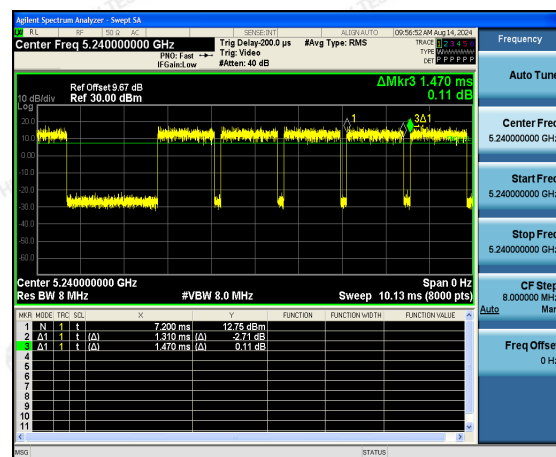 Agilent Spectrum Analyzer - Swept SA
RL RF 50 Ω AC SENSE:INT ALIGN AUTO 09:56:52 AM Aug 14, 2024
Center Freq 5.240000000 GHz
PNO: Fast
IFGain:Low
Trig Delay-200.0 µs
Trig: Video
#Atten: 40 dB
#Avg Type: RMS
TRACE 1 2 3 4 5 6
TYPE
DET P P P P P P
Ref Offset 9.67 dB
Ref 30.00 dBm
ΔMkr3 1.470 ms
0.11 dB
10 dB/div
Log
20.0
10.0
0.00
-10.0
-20.0
-30.0
-40.0
-50.0
-60.0
1
3Δ1
Center 5.240000000 GHz
Span 0 Hz
Res BW 8 MHz
#VBW 8.0 MHz
Sweep 10.13 ms (8000 pts)
MKR MODE TRC SCL X Y FUNCTION FUNCTION WIDTH FUNCTION VALUE
1 N 1 t 7.200 ms 12.75 dBm
2 Δ1 1 t (Δ) 1.310 ms (Δ) -2.71 dB
3 Δ1 1 t (Δ) 1.470 ms (Δ) 0.11 dB
4
5
6
7
8
9
10
11
MSG
STATUS
Frequency
Auto Tune
Center Freq
5.240000000 GHz
Start Freq
5.240000000 GHz
Stop Freq
5.240000000 GHz
CF Step
8.000000 MHz
Auto Man
Freq Offset
0 Hz